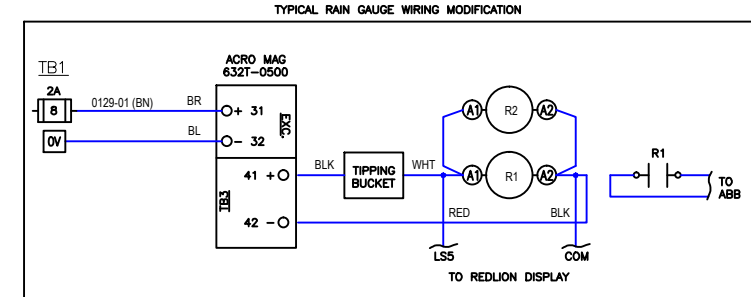 TYPICAL RAIN GAUGE WIRING MODIFICATION
TB1
2A
8
0129-01 (BN)
BR
0V
BL
ACRO MAG
632T-0500
+ 31
- 32
EXC.
TB3
41 +
42 -
BLK
TIPPING
BUCKET
WHT
A1
R2
A2
A1
R1
A2
RED
BLK
LS5
COM
TO REDLION DISPLAY
R1
TO
ABB